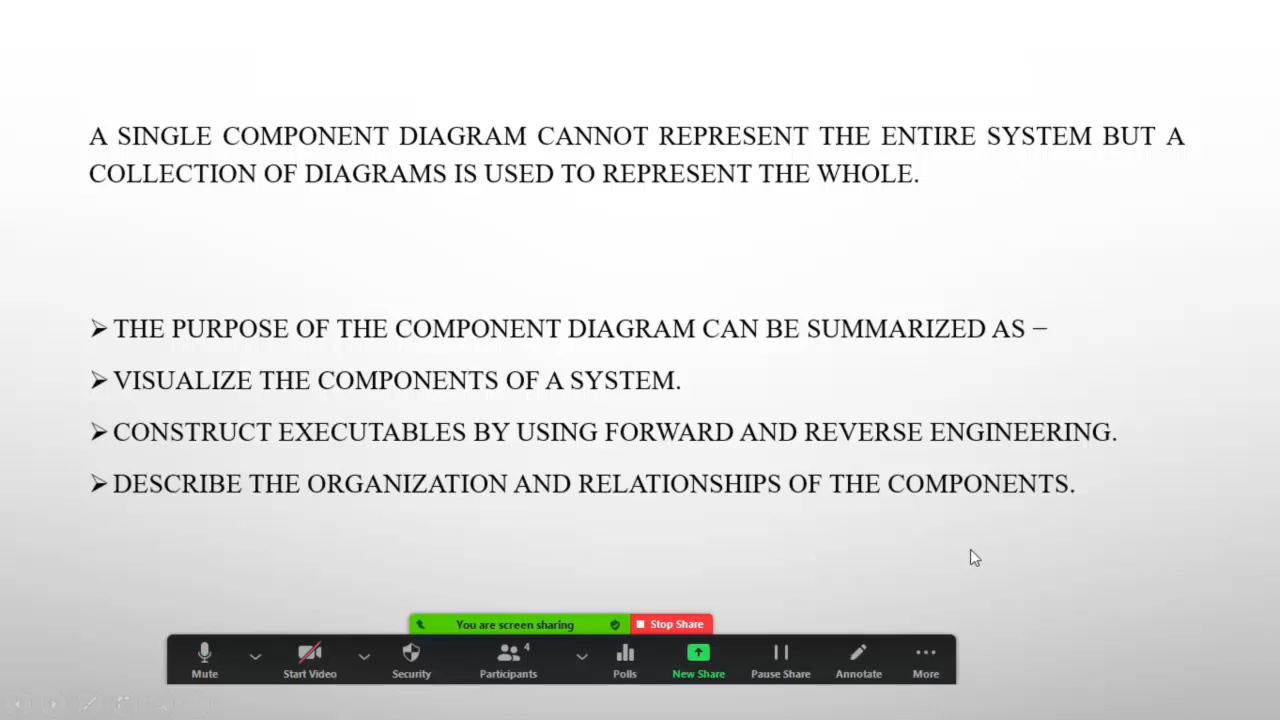 A SINGLE COMPONENT DIAGRAM CANNOT REPRESENT THE ENTIRE SYSTEM BUT A
COLLECTION OF DIAGRAMS IS USED TO REPRESENT THE WHOLE.
➢ THE PURPOSE OF THE COMPONENT DIAGRAM CAN BE SUMMARIZED AS −
➢ VISUALIZE THE COMPONENTS OF A SYSTEM.
➢ CONSTRUCT EXECUTABLES BY USING FORWARD AND REVERSE ENGINEERING.
➢ DESCRIBE THE ORGANIZATION AND RELATIONSHIPS OF THE COMPONENTS.
You are screen sharing Stop Share
4
Mute Start Video Security Participants Polls New Share Pause Share Annotate More